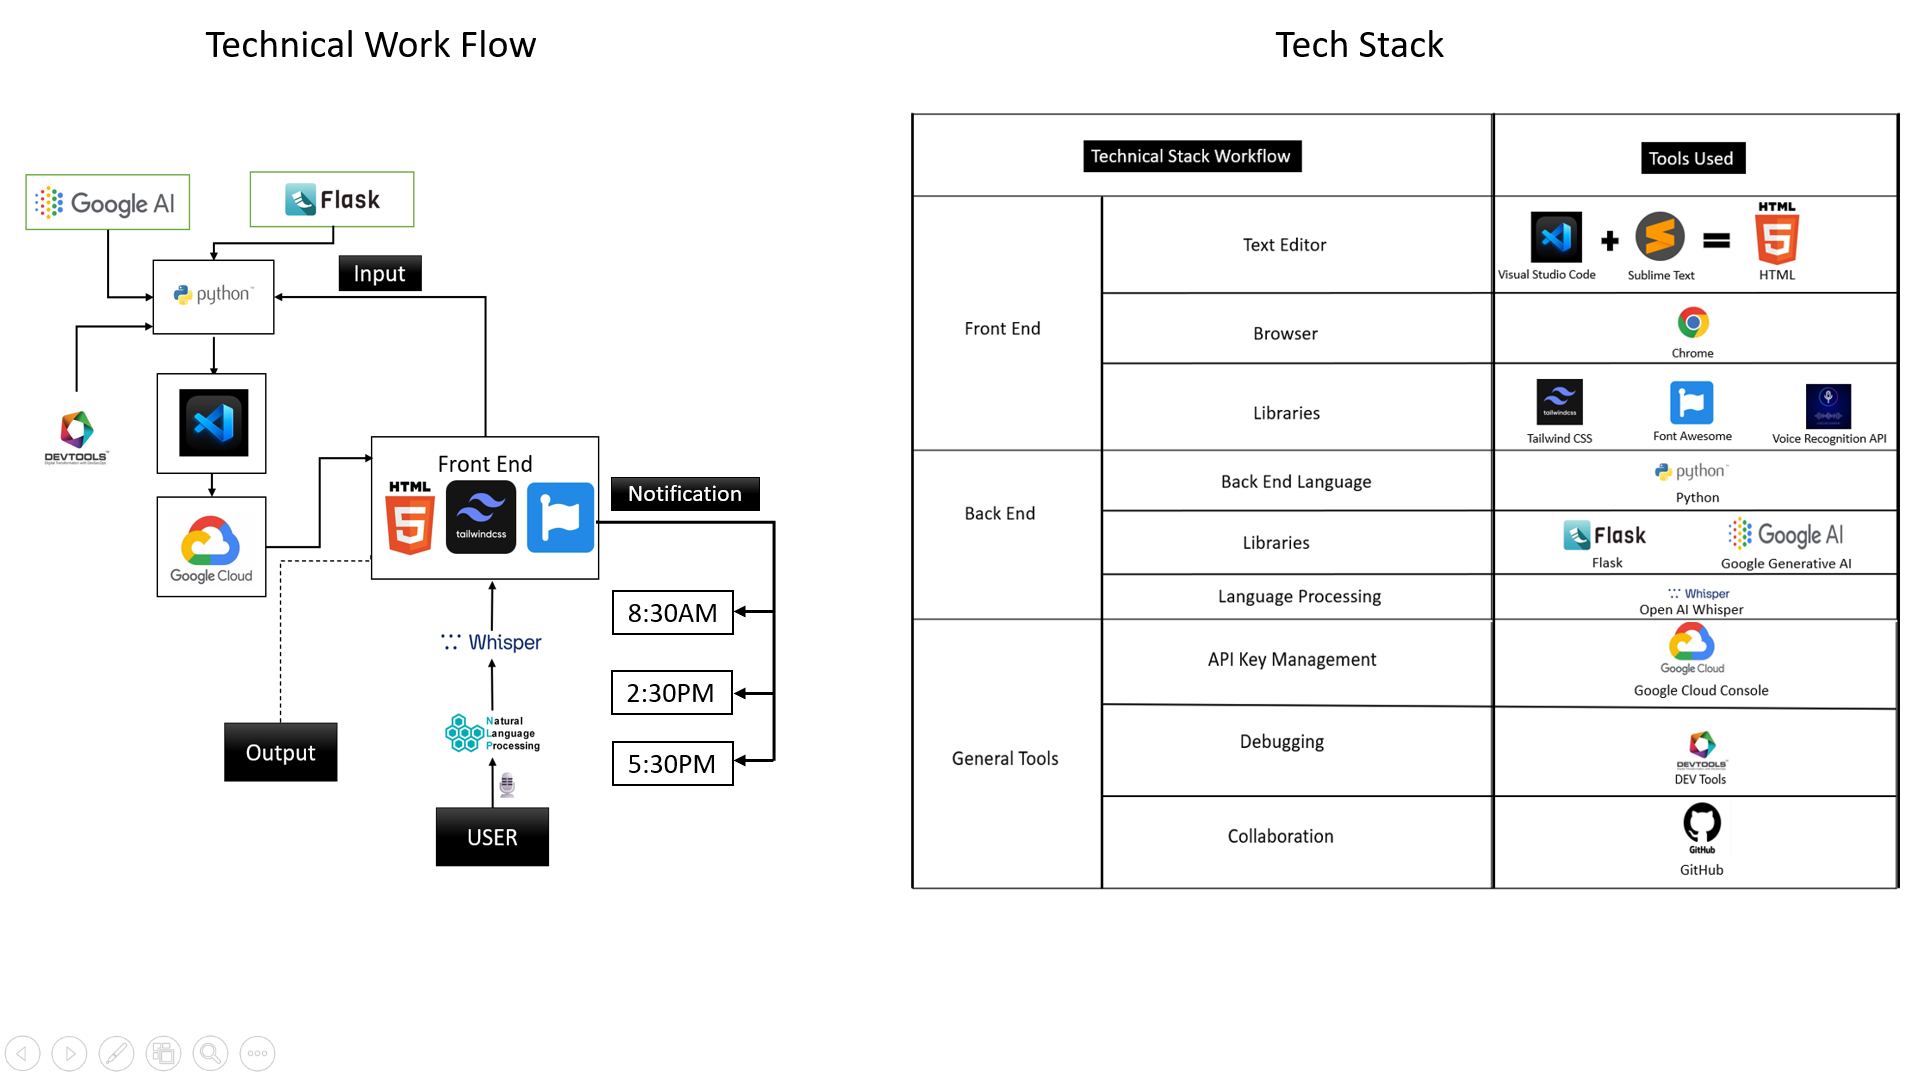 Technical Work Flow
Google AI
Flask
Input
python
DEVTOOLS
Google Cloud
Front End
HTML
5
tailwindcss
Notification
8:30AM
2:30PM
5:30PM
Whisper
Natural
Language
Processing
Output
USER
Tech Stack
Technical Stack Workflow
Tools Used
Front End
Text Editor
HTML
5
Visual Studio Code
Sublime Text
HTML
Browser
Chrome
Libraries
tailwindcss
Tailwind CSS
Font Awesome
Voice Recognition API
Back End
Back End Language
python
Python
Libraries
Flask
Flask
Google AI
Google Generative AI
Language Processing
Whisper
Open AI Whisper
General Tools
API Key Management
Google Cloud
Google Cloud Console
Debugging
DEVTOOLS
DEV Tools
Collaboration
GitHub
GitHub